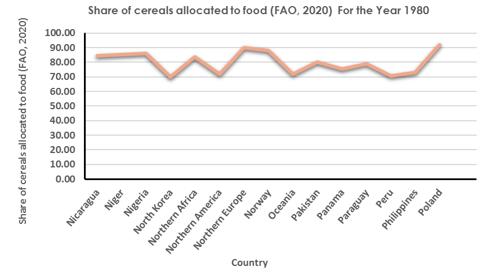 Share of cereals allocated to food (FAO, 2020) For the Year 1980
Share of cereals allocated to food (FAO, 2020)
100.00
90.00
80.00
70.00
60.00
50.00
40.00
30.00
20.00
10.00
0.00
Nicaragua
Niger
Nigeria
North Korea
Northern Africa
Northern America
Northern Europe
Norway
Oceania
Pakistan
Panama
Paraguay
Peru
Philippines
Poland
Country